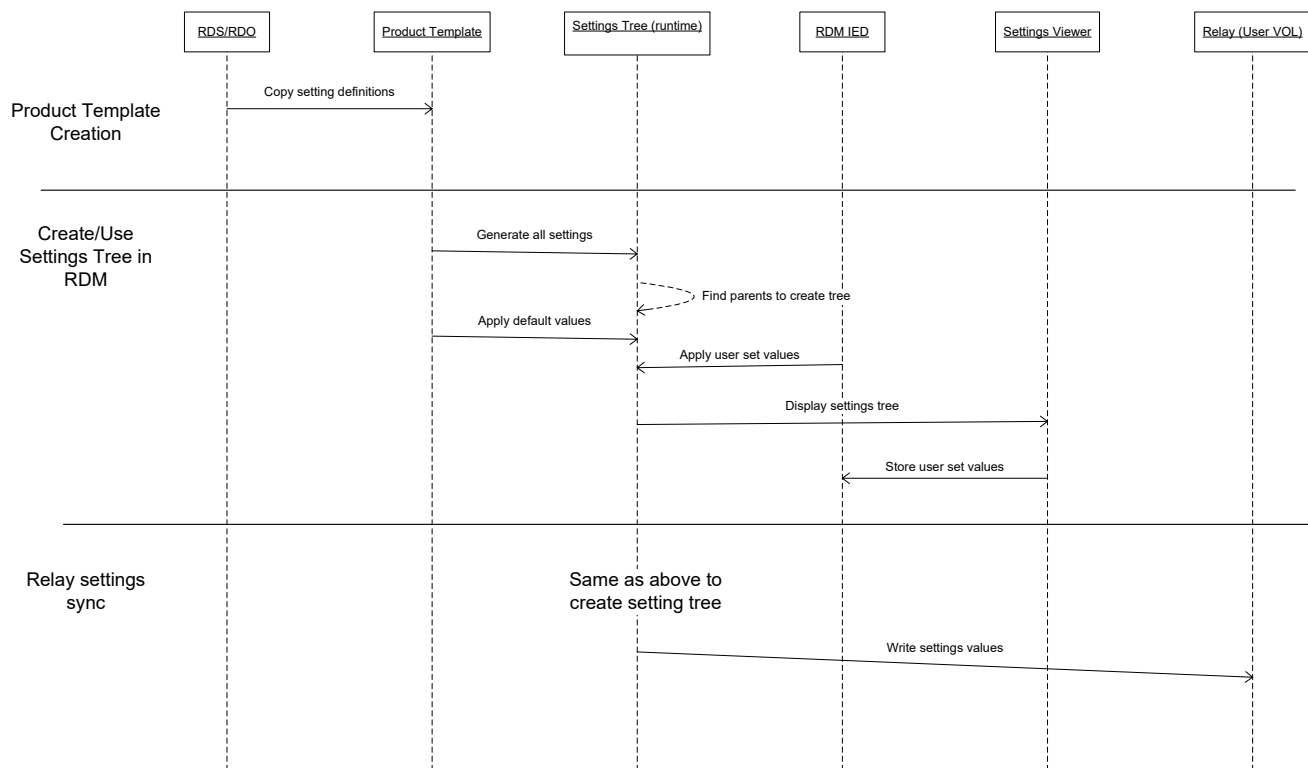 RDS/RDO
Product Template
Settings Tree (runtime)
RDM IED
Settings Viewer
Relay (User VOL)
Copy setting definitions
Product Template
Creation
Create/Use
Settings Tree in
RDM
Generate all settings
Find parents to create tree
Apply default values
Apply user set values
Display settings tree
Store user set values
Relay settings
sync
Same as above to
create setting tree
Write settings values